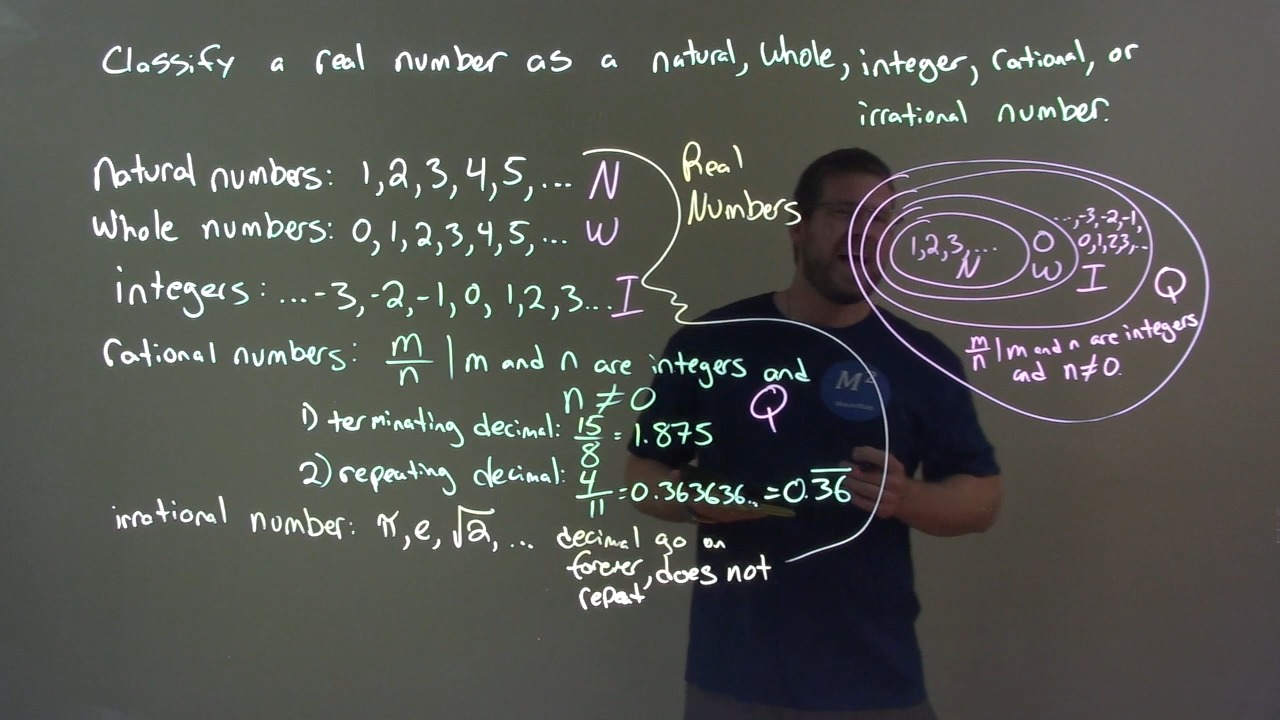 Classify a real number as a natural, whole, integer, rational, or
irrational number.
Natural numbers: 1,2,3,4,5,... N
Whole numbers: 0,1,2,3,4,5,... W
integers: ...-3,-2,-1,0,1,2,3... I
rational numbers: m/n | m and n are integers and
n≠0 Q
1) terminating decimal: 15/8 = 1.875
2) repeating decimal: 4/11 = 0.363636... = 0.3̅6̅
irrational number: π, e, √2, ... decimal go on
forever, does not
repeat
Real
Numbers
1,2,3,...
N
0
W
...,-3,-2,-1,
0,1,2,3,...
I
Q
m/n | m and n are integers
and n≠0.
M²